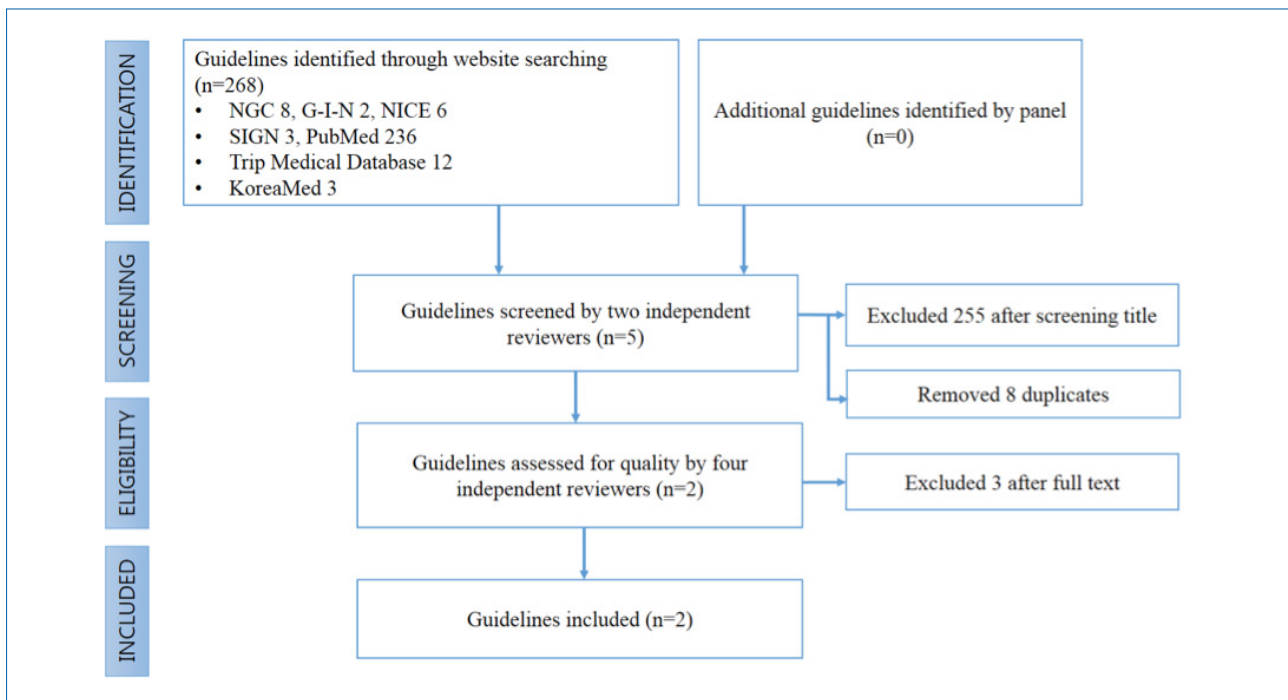 IDENTIFICATION
Guidelines identified through website searching
(n=268)
• NGC 8, G-I-N 2, NICE 6
• SIGN 3, PubMed 236
• Trip Medical Database 12
• KoreaMed 3
Additional guidelines identified by panel
(n=0)
SCREENING
Guidelines screened by two independent
reviewers (n=5)
Excluded 255 after screening title
Removed 8 duplicates
ELIGIBILITY
Guidelines assessed for quality by four
independent reviewers (n=2)
Excluded 3 after full text
INCLUDED
Guidelines included (n=2)